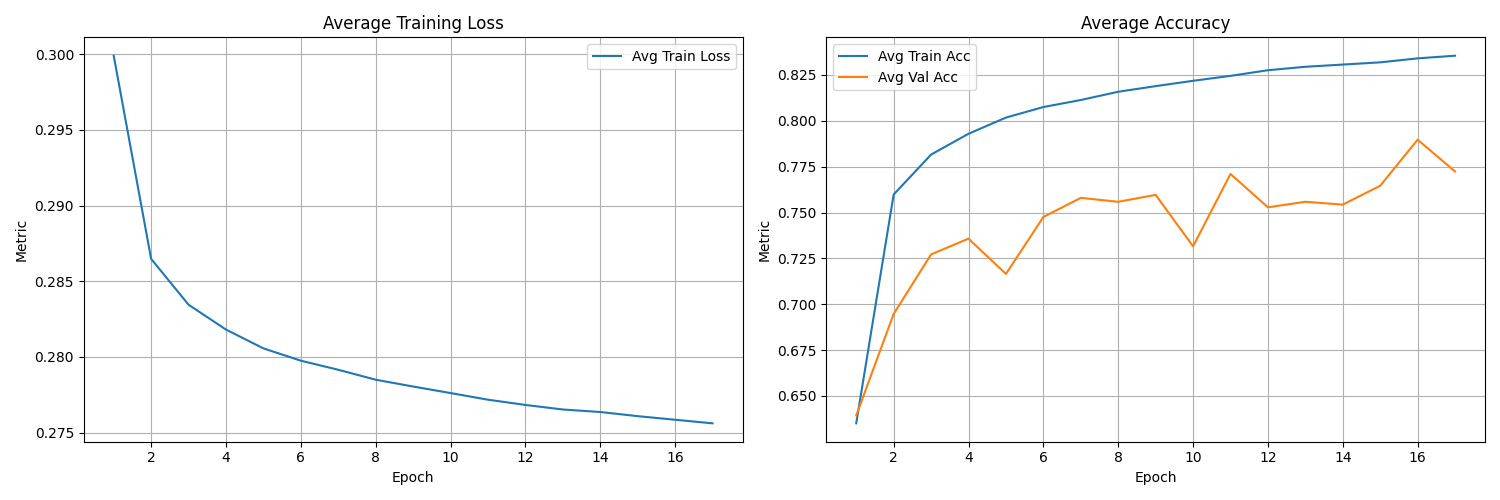 Average Training Loss
Avg Train Loss
0.300
0.295
0.290
0.285
0.280
0.275
Metric
2 4 6 8 10 12 14 16
Epoch
Average Accuracy
Avg Train Acc
Avg Val Acc
0.825
0.800
0.775
0.750
0.725
0.700
0.675
0.650
Metric
2 4 6 8 10 12 14 16
Epoch